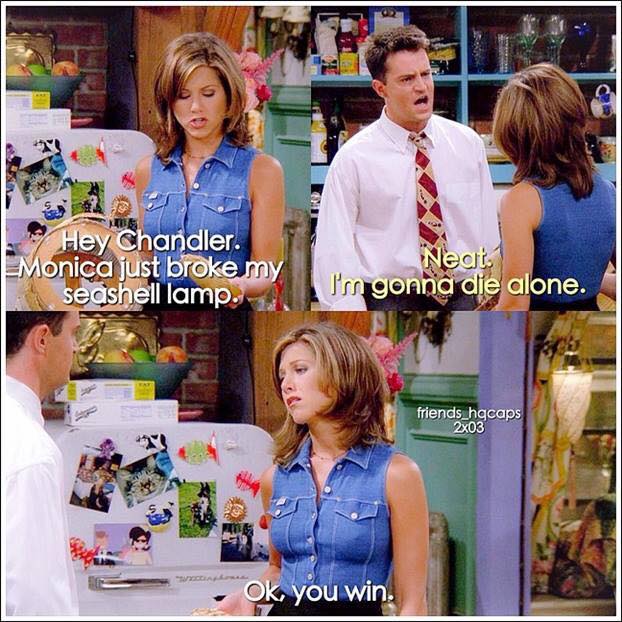 Hey Chandler.
Monica just broke my
seashell lamp.
Neat.
I'm gonna die alone.
friends_hqcaps
2x03
Ok, you win.